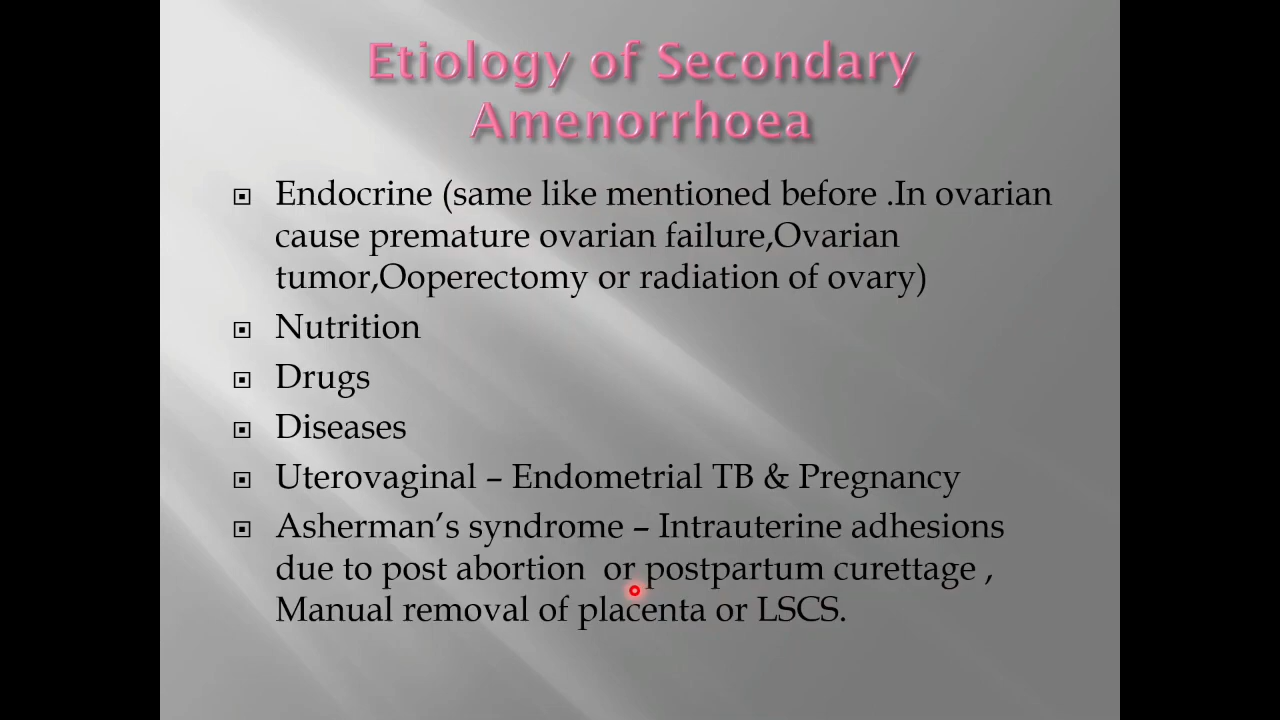 Etiology of Secondary
Amenorrhoea
Endocrine (same like mentioned before .In ovarian
cause premature ovarian failure,Ovarian
tumor,Ooperectomy or radiation of ovary)
Nutrition
Drugs
Diseases
Uterovaginal – Endometrial TB & Pregnancy
Asherman’s syndrome – Intrauterine adhesions
due to post abortion  or postpartum curettage ,
Manual removal of placenta or LSCS.